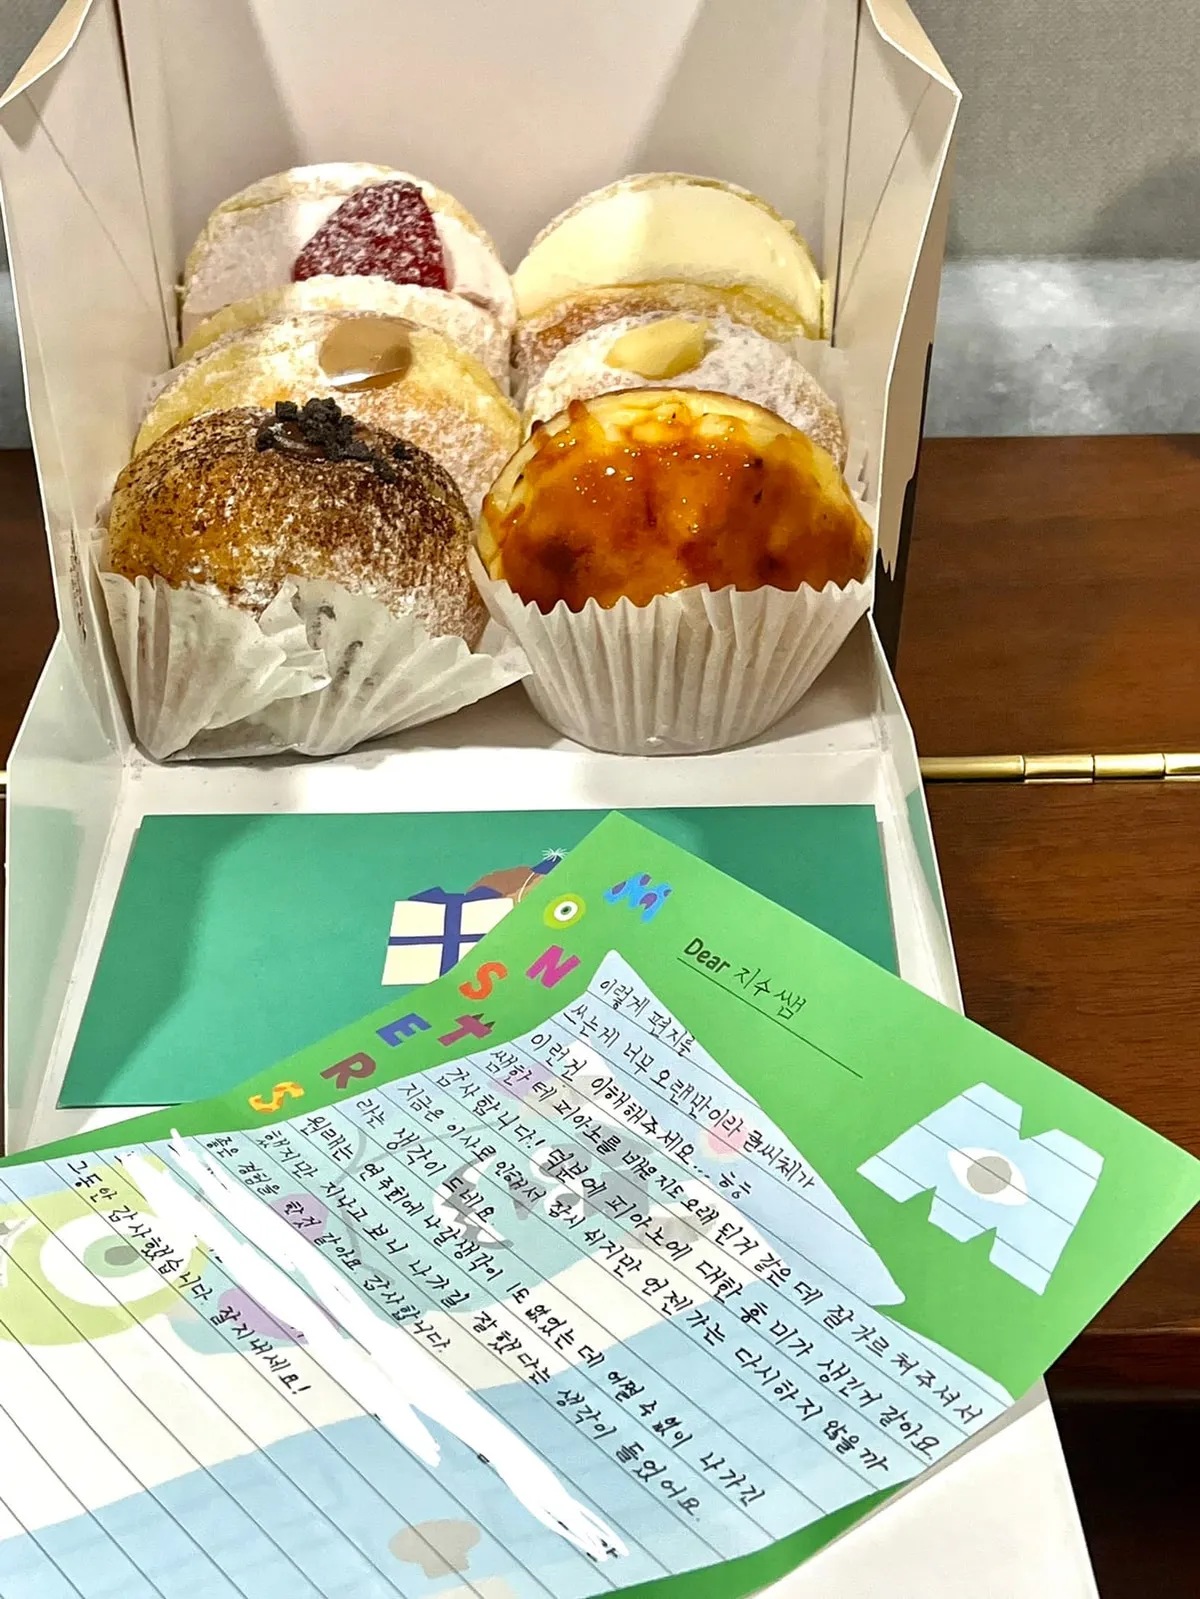 MONSTERS
Dear 지수쌤
이렇게 편지를
쓰는게 너무 오랜만이라 글씨체가
이런건 이해해주세요.... ㅎㅎ
쌤한테 피아노를 배운지도 오래 된거 같은데 잘 가르쳐주셔서
감사합니다! 덕분에 피아노에 대한 흥미가 생긴거 같아요.
지금은 이사로 인해서 잠시 쉬지만 언젠가는 다시하지 않을까
라는 생각이 드네요.
원래는 연주회에 나갈생각이 1도 없었는데 어쩔 수 없이 나가긴
했지만 지나고 보니 나가길 잘했다는 생각이 들었어요.
좋은 경험을 한것 같아요. 감사합니다.
그동안 감사했습니다. 잘 지내세요!